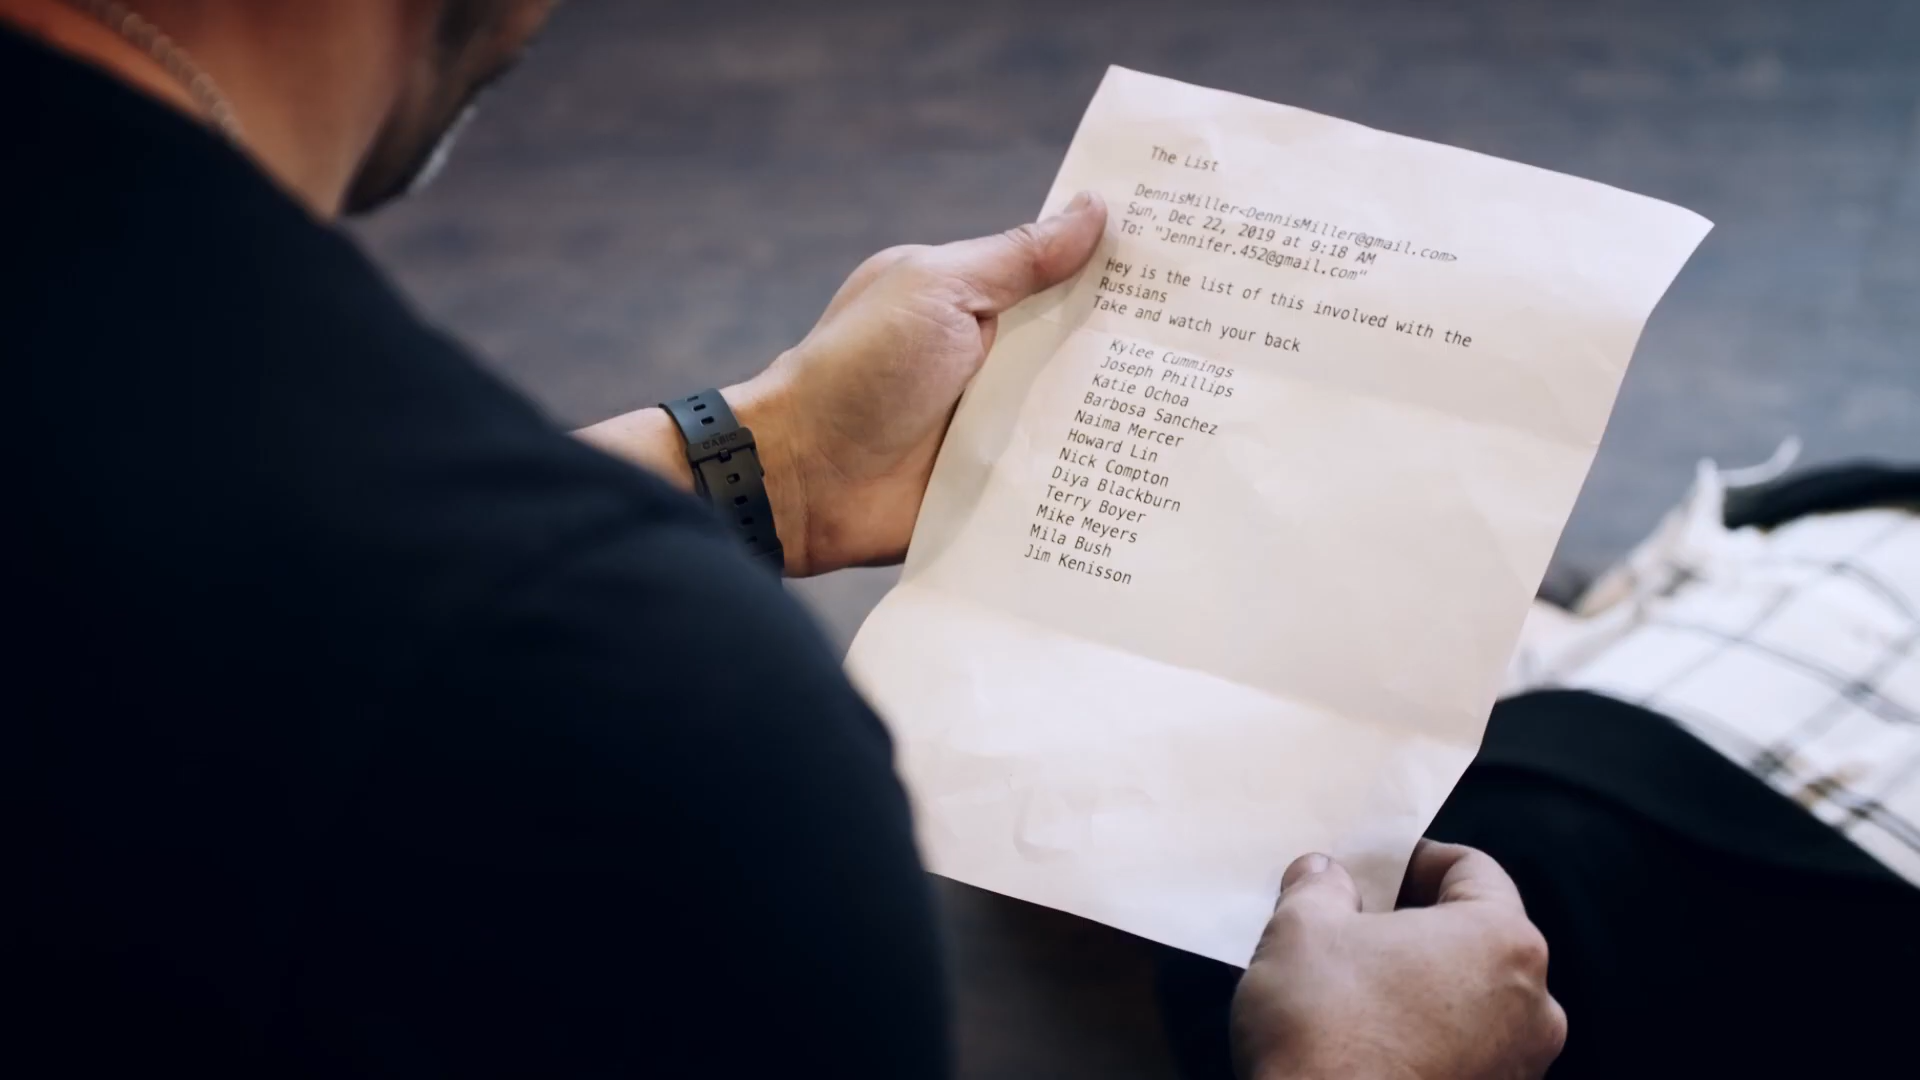 The List
DennisMiller<DennisMiller@gmail.com>
Sun, Dec 22, 2019 at 9:18 AM
To: "Jennifer.452@gmail.com"
Hey is the list of this involved with the
Russians
Take and watch your back
Kylee Cummings
Joseph Phillips
Katie Ochoa
Barbosa Sanchez
Naima Mercer
Howard Lin
Nick Compton
Diya Blackburn
Terry Boyer
Mike Meyers
Mila Bush
Jim Kenisson
CASIO